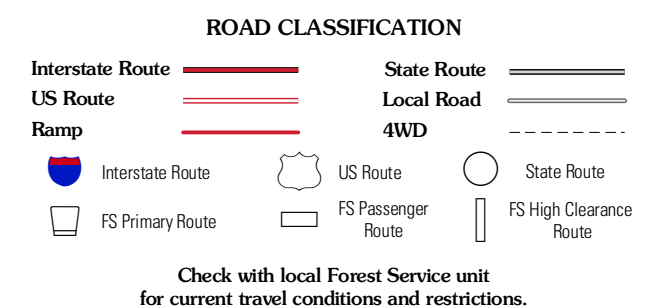 ROAD CLASSIFICATION
Interstate Route
State Route
US Route
Local Road
Ramp
4WD
Interstate Route
US Route
State Route
FS Primary Route
FS Passenger
Route
FS High Clearance
Route
Check with local Forest Service unit
for current travel conditions and restrictions.